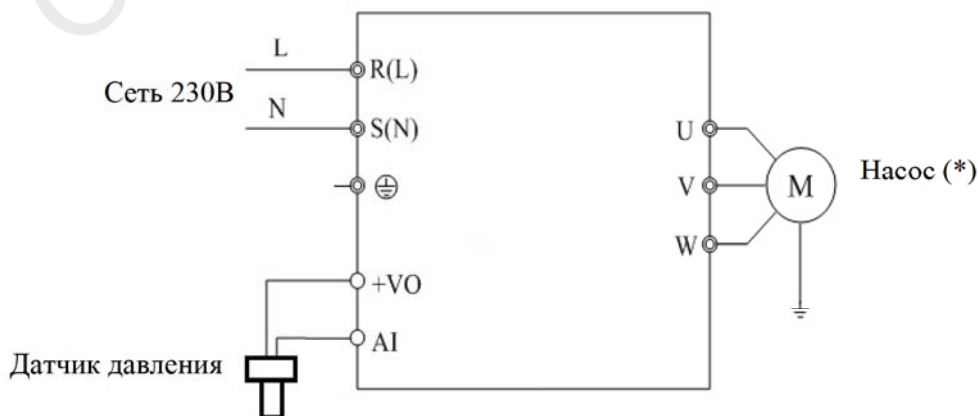 L
R(L)
Сеть 230В
N
S(N)
U
V
M
Насос (*)
W
+VO
AI
Датчик давления